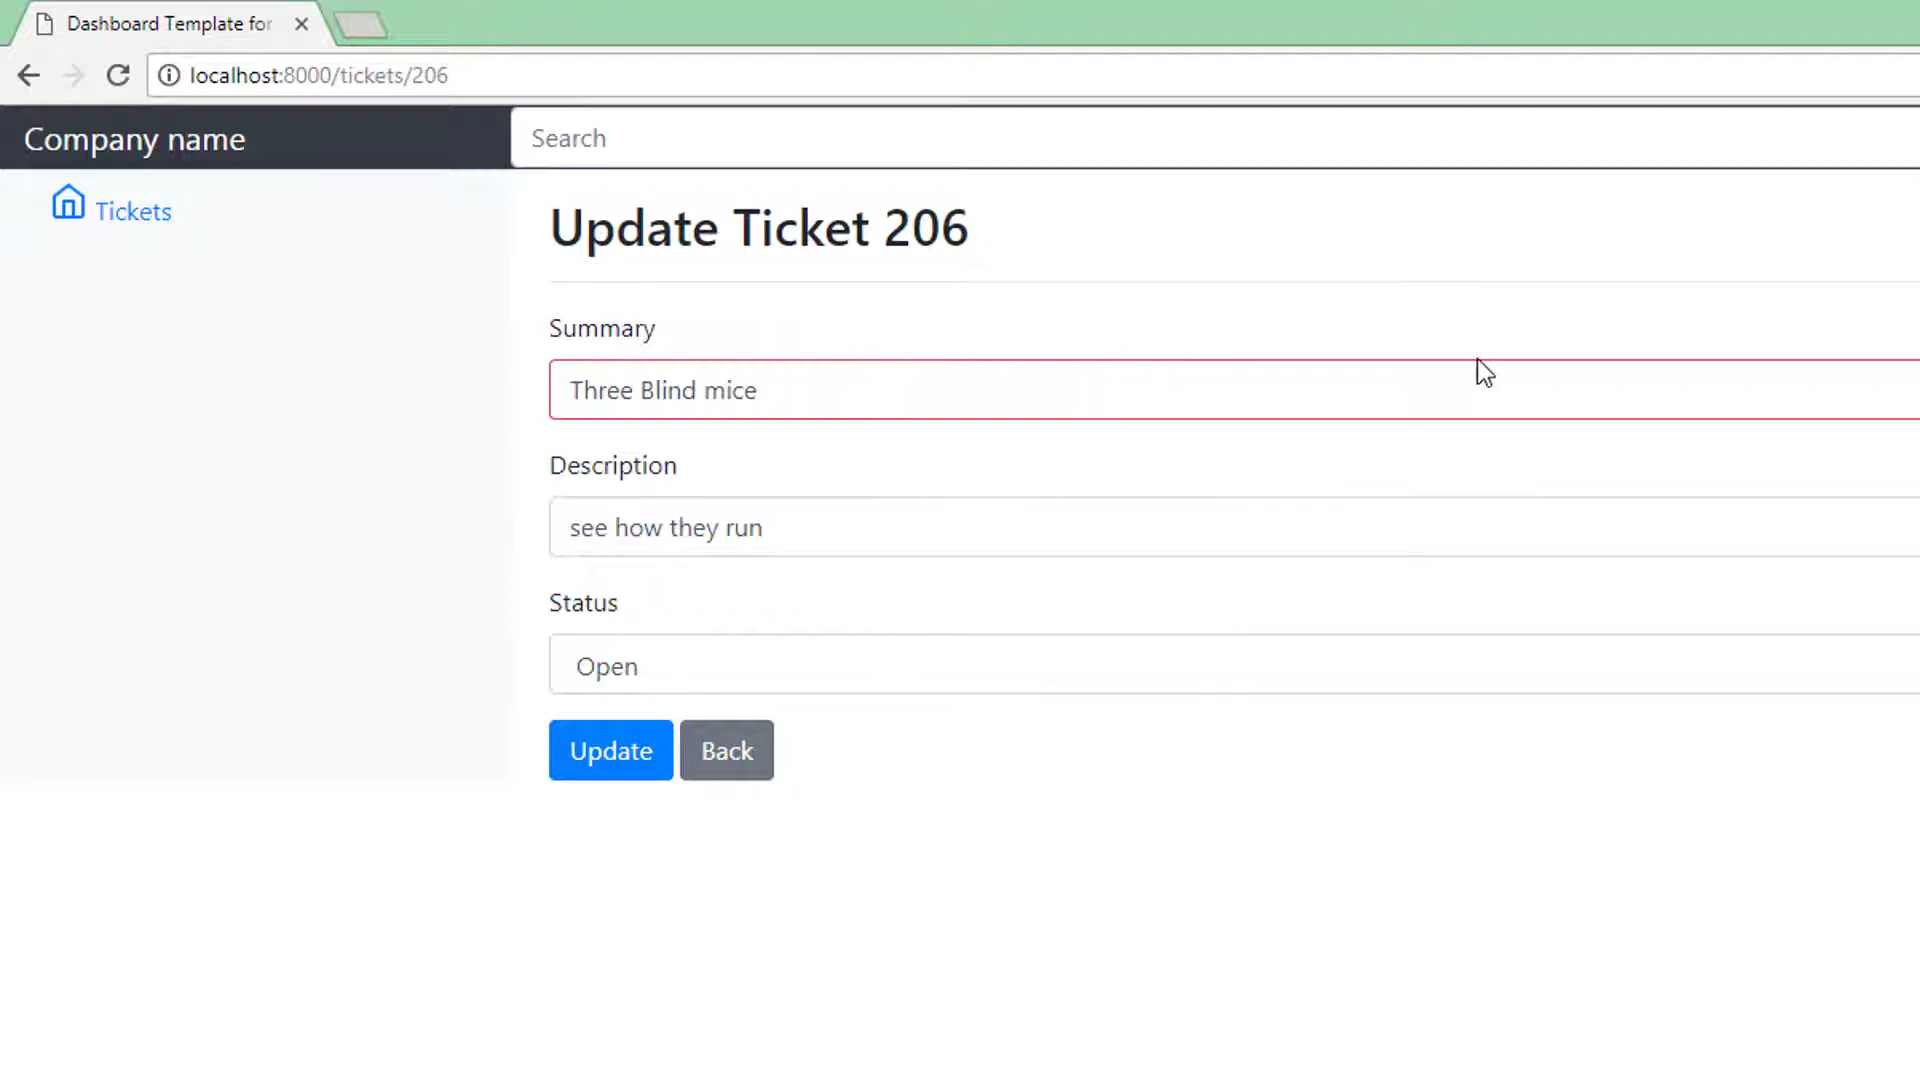 Dashboard Template for
localhost:8000/tickets/206
Company name
Search
Tickets
Update Ticket 206
Summary
Three Blind mice
Description
see how they run
Status
Open
Update Back